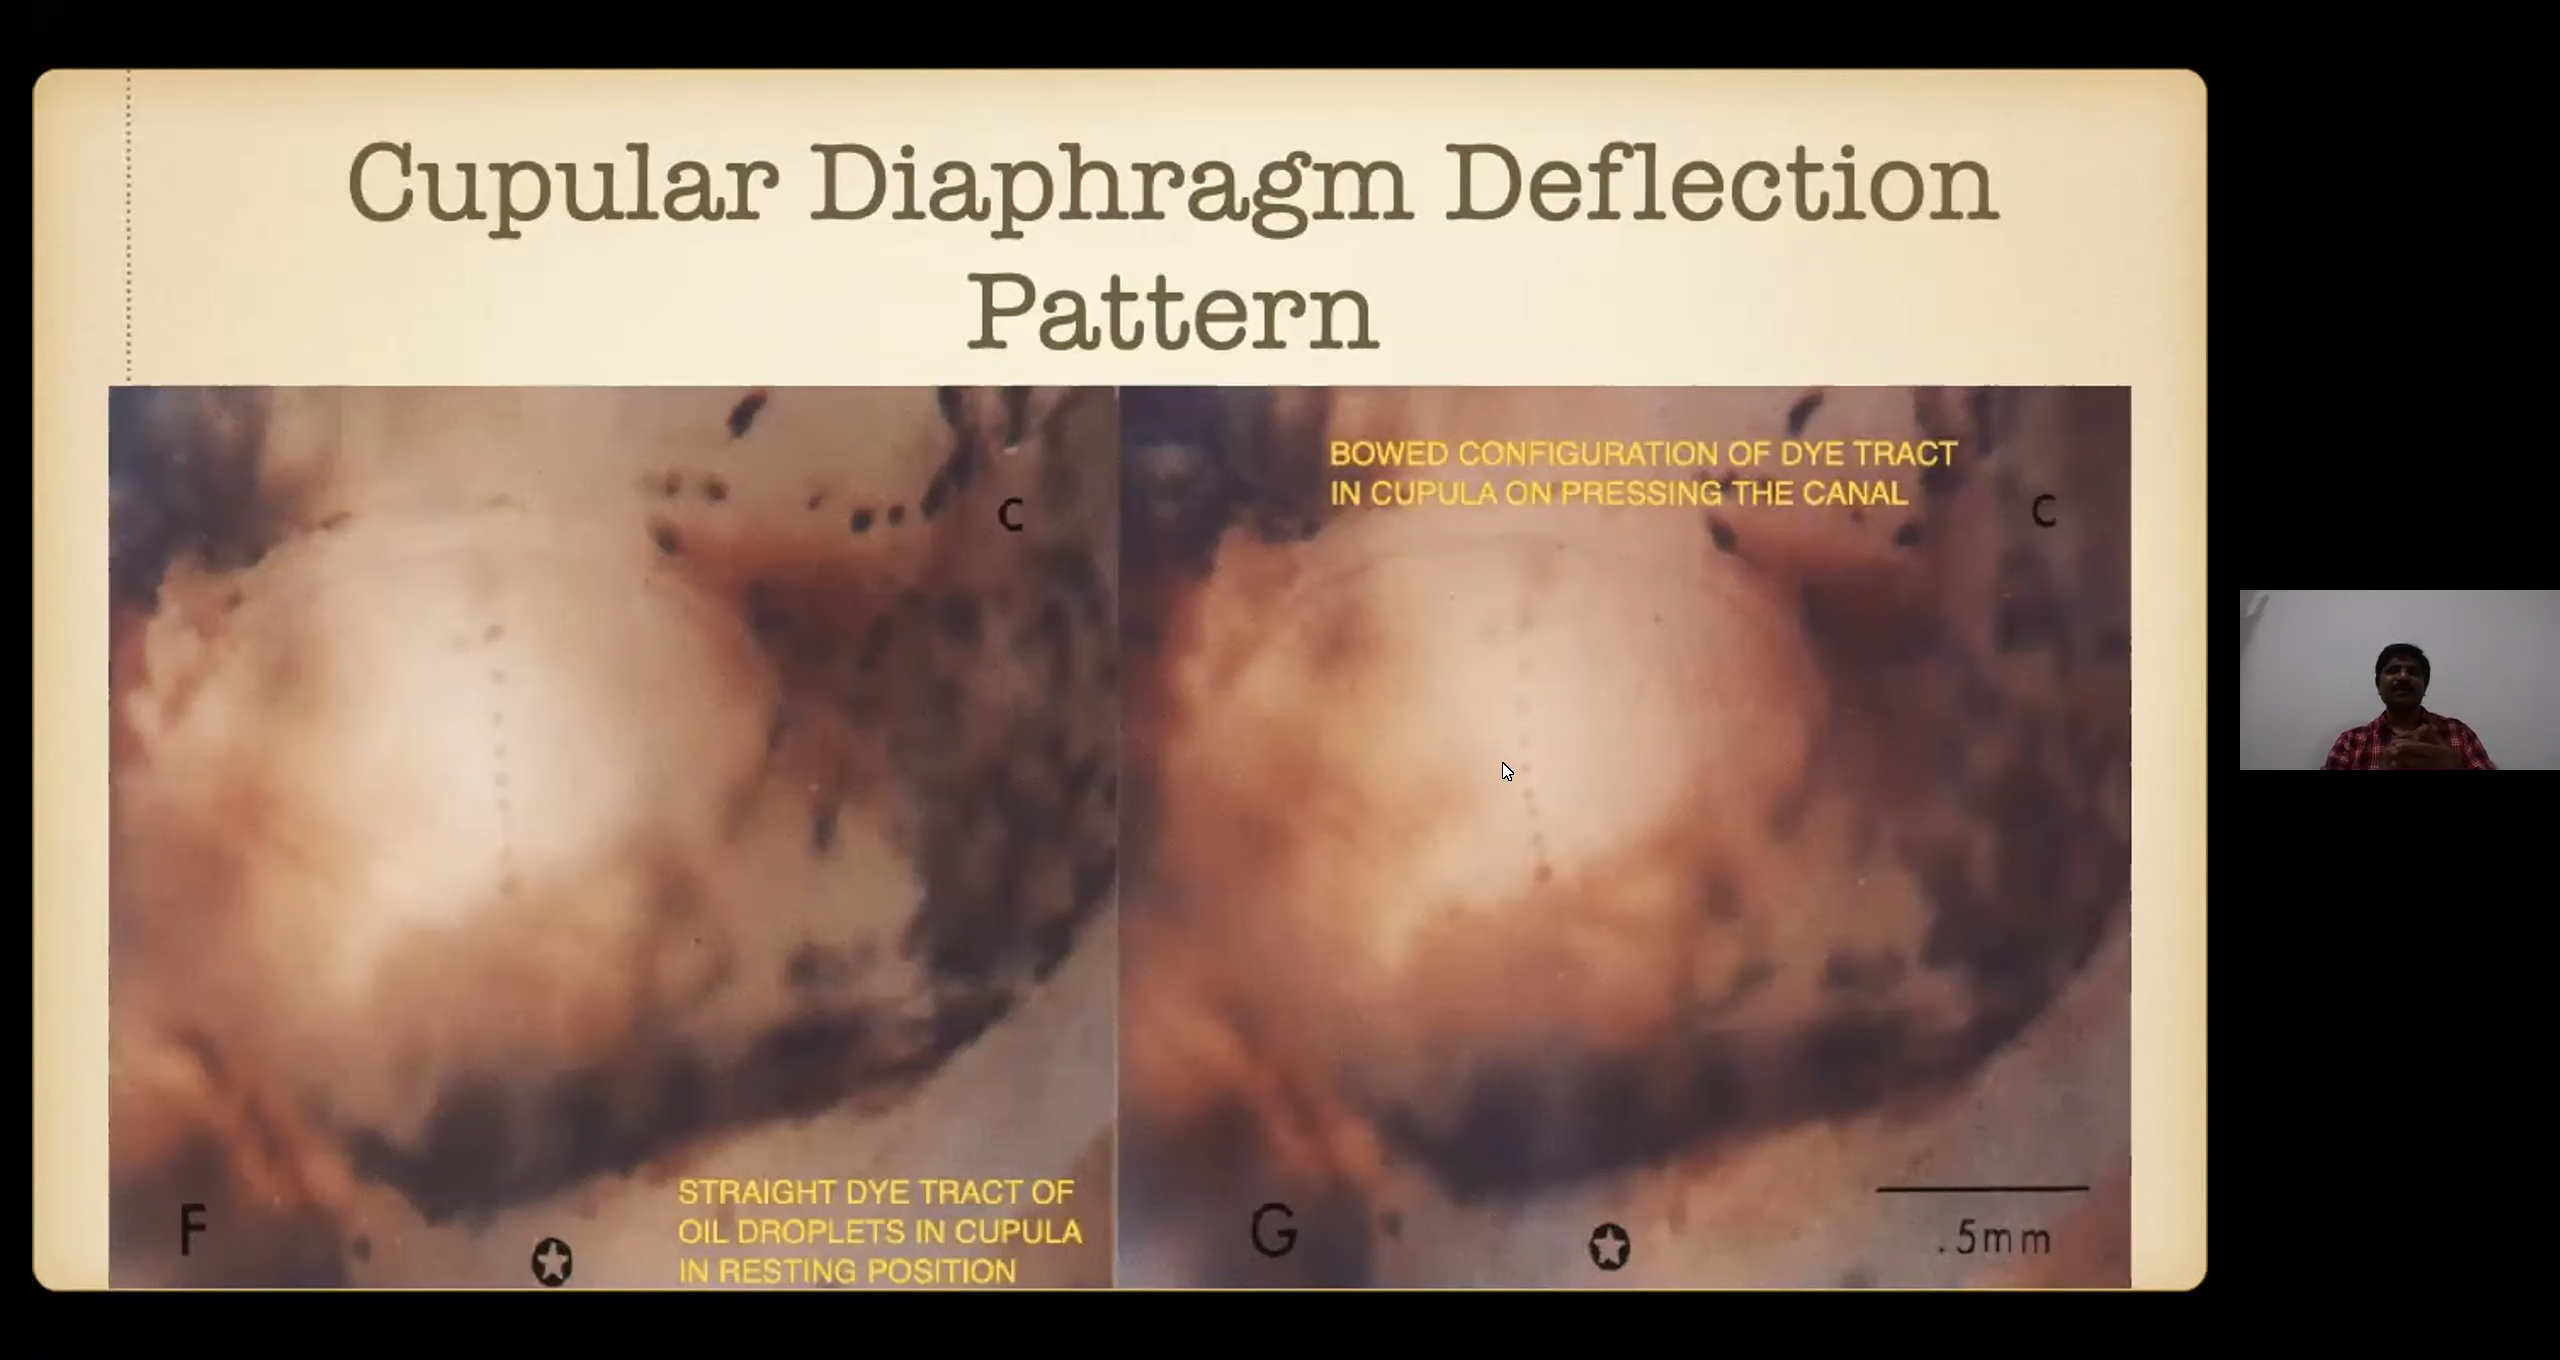 Cupular Diaphragm Deflection
Pattern
BOWED CONFIGURATION OF DYE TRACT
IN CUPULA ON PRESSING THE CANAL
C
C
STRAIGHT DYE TRACT OF
OIL DROPLETS IN CUPULA
IN RESTING POSITION
F
G
.5mm